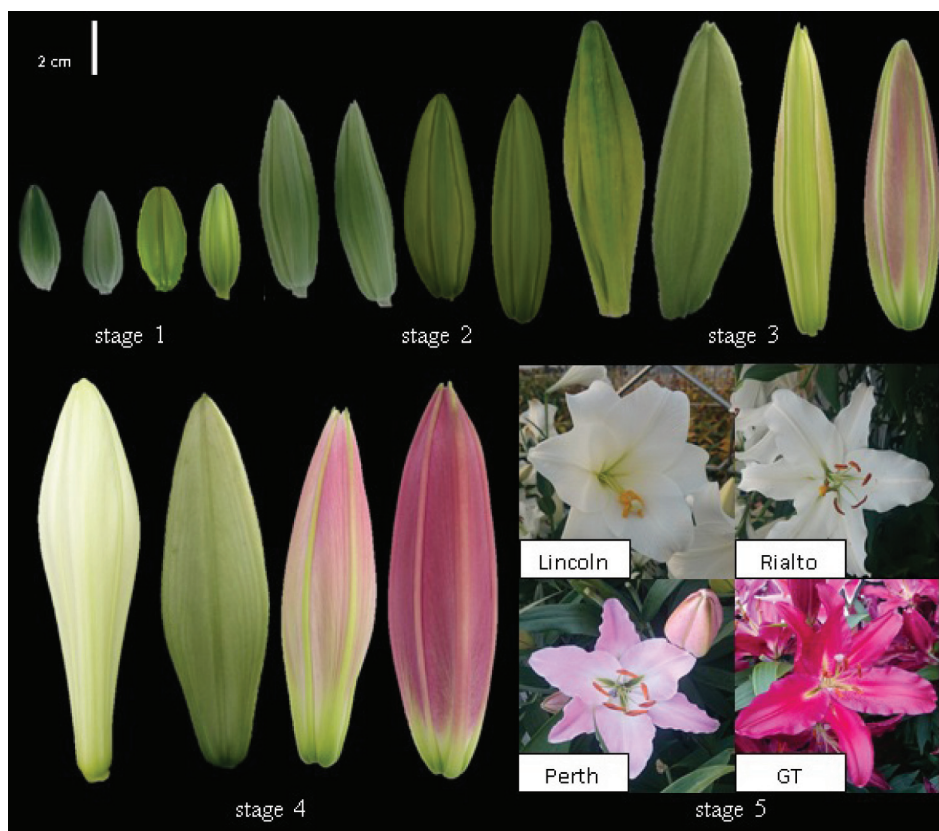 2 cm
stage 1
stage 2
stage 3
Lincoln
Rialto
Perth
GT
stage 4
stage 5